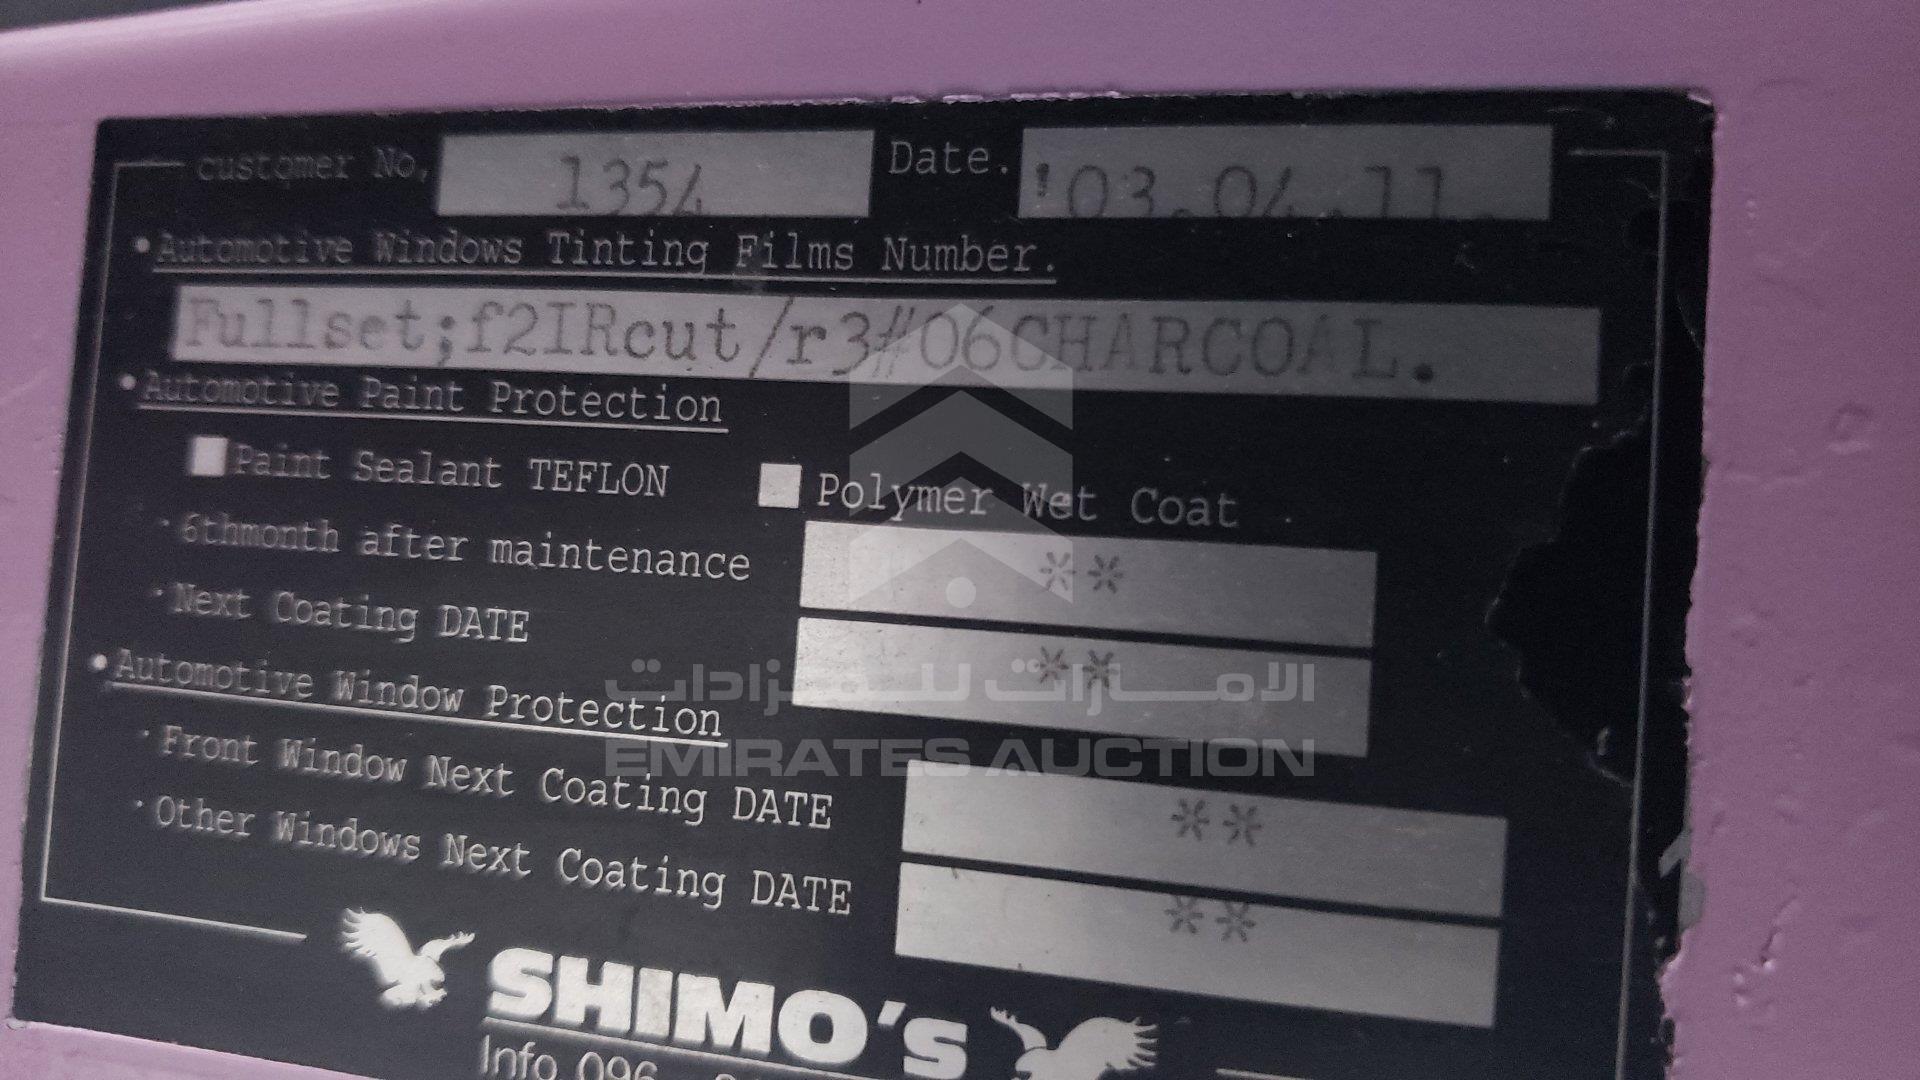 customer No, 1354 Date. '03.04.11.
• Automotive Windows Tinting Films Number.
Fullset;f2IRcut/r3#06CHARCOAL.
• Automotive Paint Protection
Paint Sealant TEFLON Polymer Wet Coat
· 6thmonth after maintenance **
· Next Coating DATE **
الامارات للمزادات
• Automotive Window Protection
EMIRATES AUCTION
· Front Window Next Coating DATE **
· Other Windows Next Coating DATE **
SHIMO's
Info 096